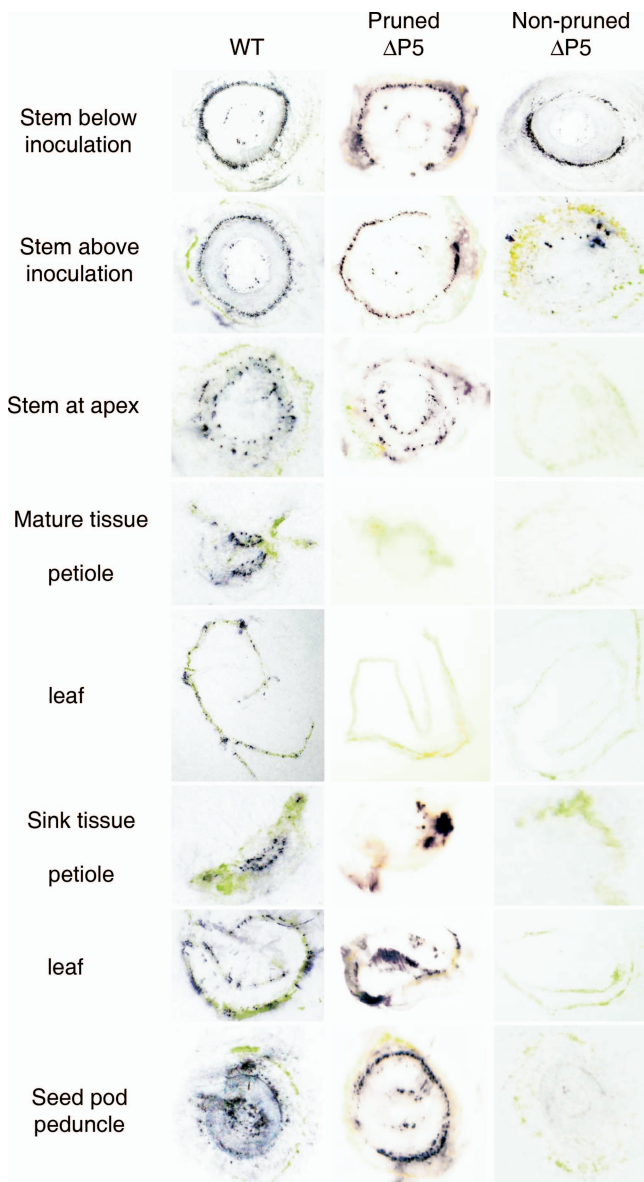 WT
Pruned
ΔP5
Non-pruned
ΔP5
Stem below
inoculation
Stem above
inoculation
Stem at apex
Mature tissue
petiole
leaf
Sink tissue
petiole
leaf
Seed pod
peduncle